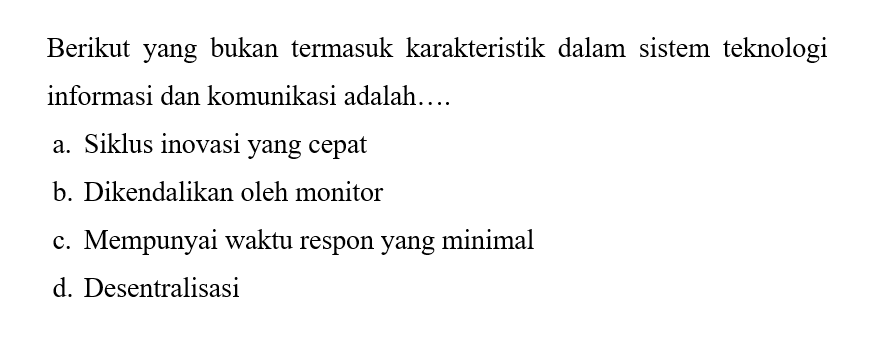 Berikut yang bukan termasuk karakteristik dalam sistem teknologi
informasi dan komunikasi adalah….
a. Siklus inovasi yang cepat
b. Dikendalikan oleh monitor
c. Mempunyai waktu respon yang minimal
d. Desentralisasi